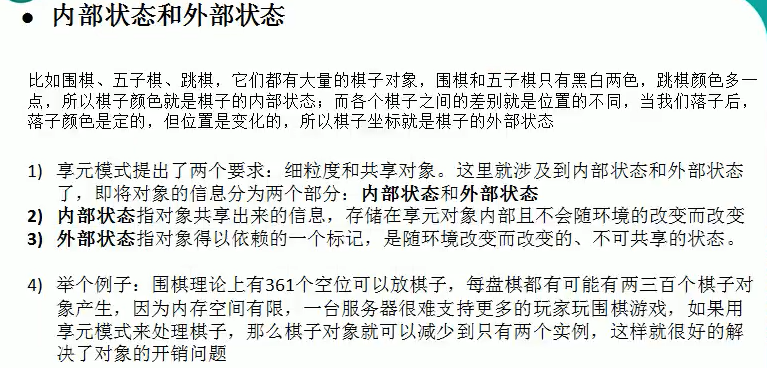 ● 内部状态和外部状态
比如围棋、五子棋、跳棋，它们都有大量的棋子对象，围棋和五子棋只有黑白两色，跳棋颜色多一
点，所以棋子颜色就是棋子的内部状态；而各个棋子之间的差别就是位置的不同，当我们落子后，
落子颜色是定的，但位置是变化的，所以棋子坐标就是棋子的外部状态
1) 享元模式提出了两个要求：细粒度和共享对象。这里就涉及到内部状态和外部状态
了，即将对象的信息分为两个部分：内部状态和外部状态
2) 内部状态指对象共享出来的信息，存储在享元对象内部且不会随环境的改变而改变
3) 外部状态指对象得以依赖的一个标记，是随环境改变而改变的、不可共享的状态。
4) 举个例子：围棋理论上有361个空位可以放棋子，每盘棋都有可能有两三百个棋子对
象产生，因为内存空间有限，一台服务器很难支持更多的玩家玩围棋游戏，如果用
享元模式来处理棋子，那么棋子对象就可以减少到只有两个实例，这样就很好的解
决了对象的开销问题